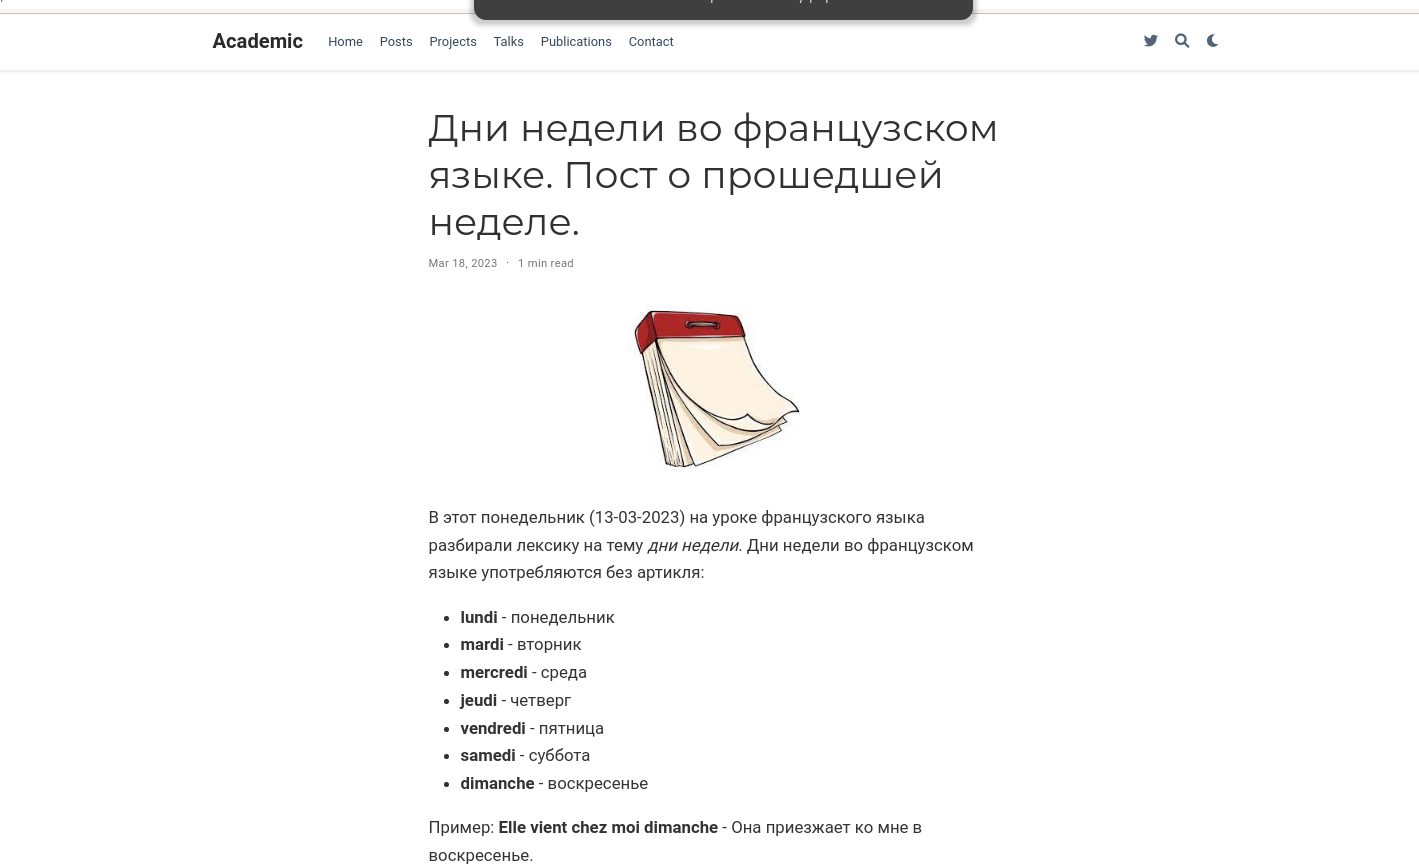 Academic Home Posts Projects Talks Publications Contact
Дни недели во французском
языке. Пост о прошедшей
неделе.
Mar 18, 2023 · 1 min read
В этот понедельник (13-03-2023) на уроке французского языка
разбирали лексику на тему дни недели. Дни недели во французском
языке употребляются без артикля:
• lundi - понедельник
• mardi - вторник
• mercredi - среда
• jeudi - четверг
• vendredi - пятница
• samedi - суббота
• dimanche - воскресенье
Пример: Elle vient chez moi dimanche - Она приезжает ко мне в
воскресенье.